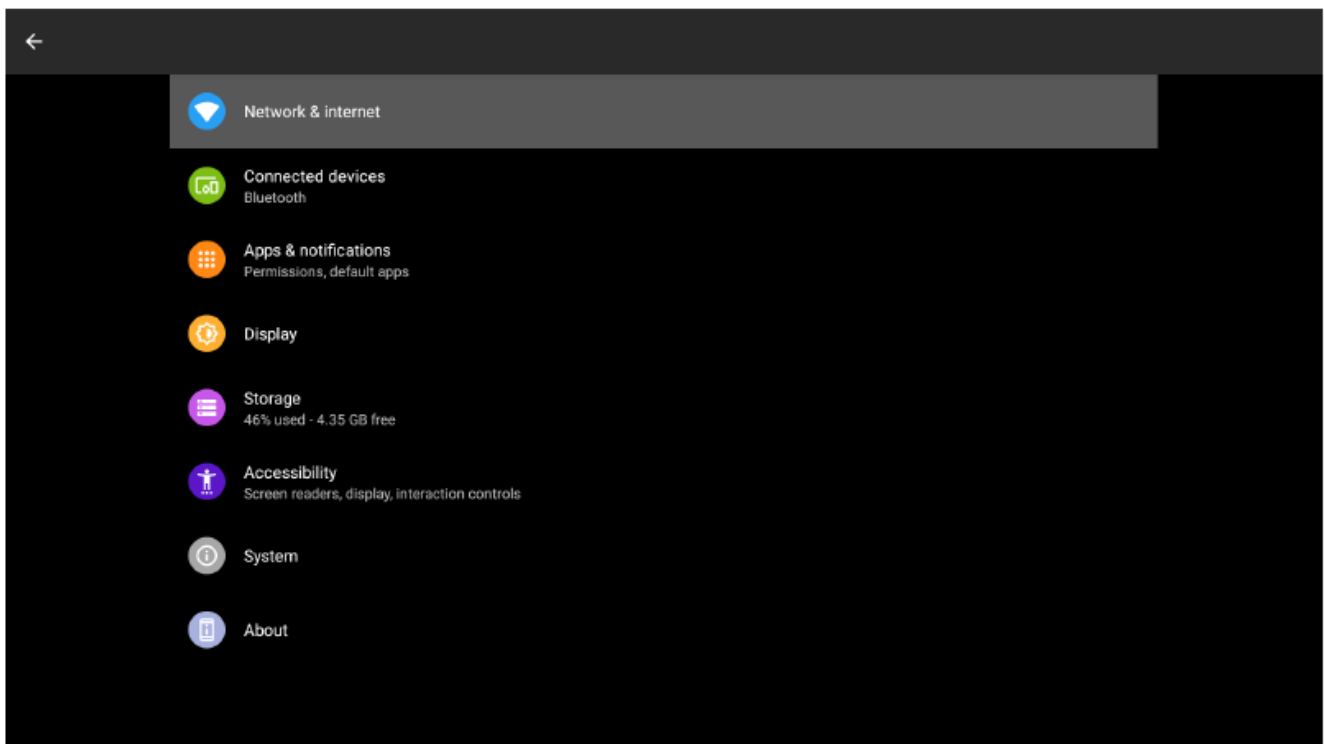 Network & internet
Connected devices
Bluetooth
Apps & notifications
Permissions, default apps
Display
Storage
46% used - 4.35 GB free
Accessibility
Screen readers, display, interaction controls
System
About